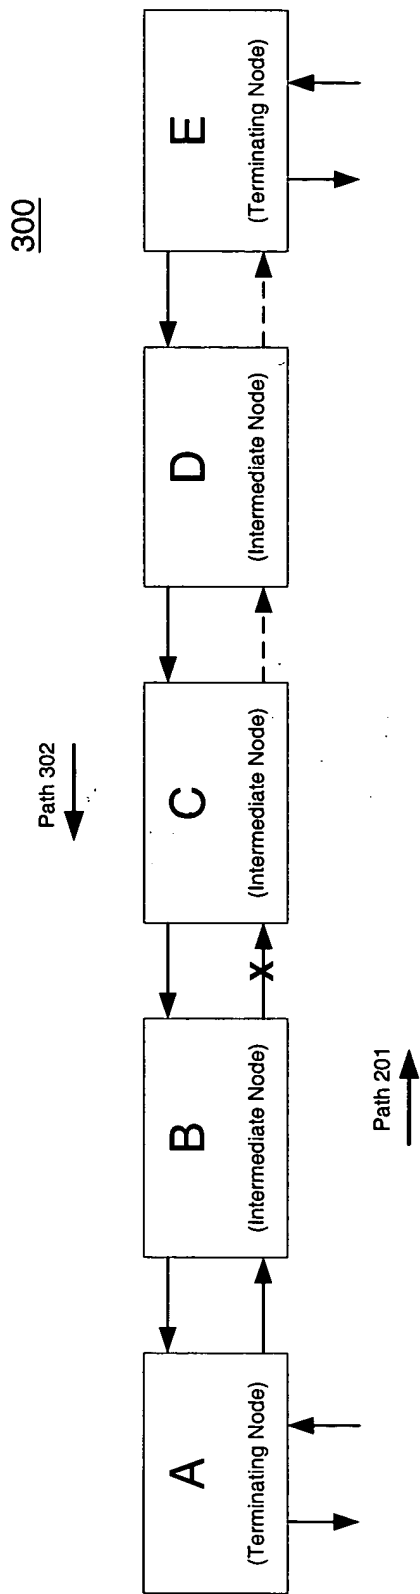 300
Path 302
A
(Terminating Node)
B
(Intermediate Node)
X
C
(Intermediate Node)
D
(Intermediate Node)
E
(Terminating Node)
Path 201